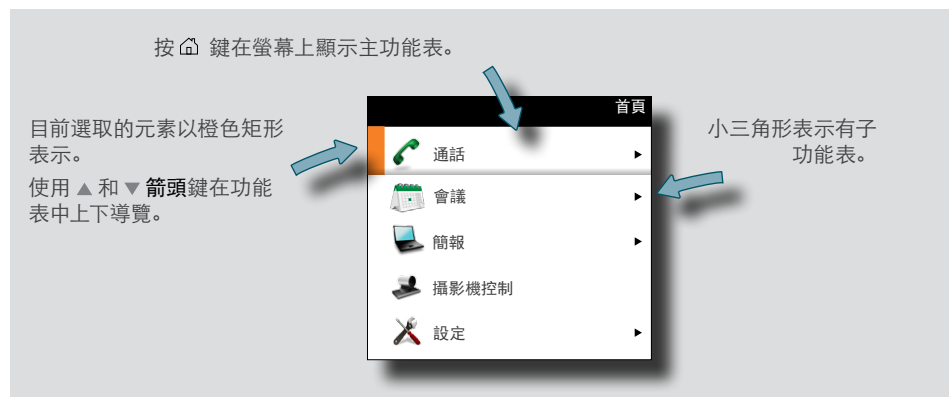 按 鍵在螢幕上顯示主功能表。
目前選取的元素以橙色矩形
表示。
使用 ▲ 和 ▼ 箭頭鍵在功能
表中上下導覽。
首頁
通話
會議
簡報
攝影機控制
設定
小三角形表示有子
功能表。